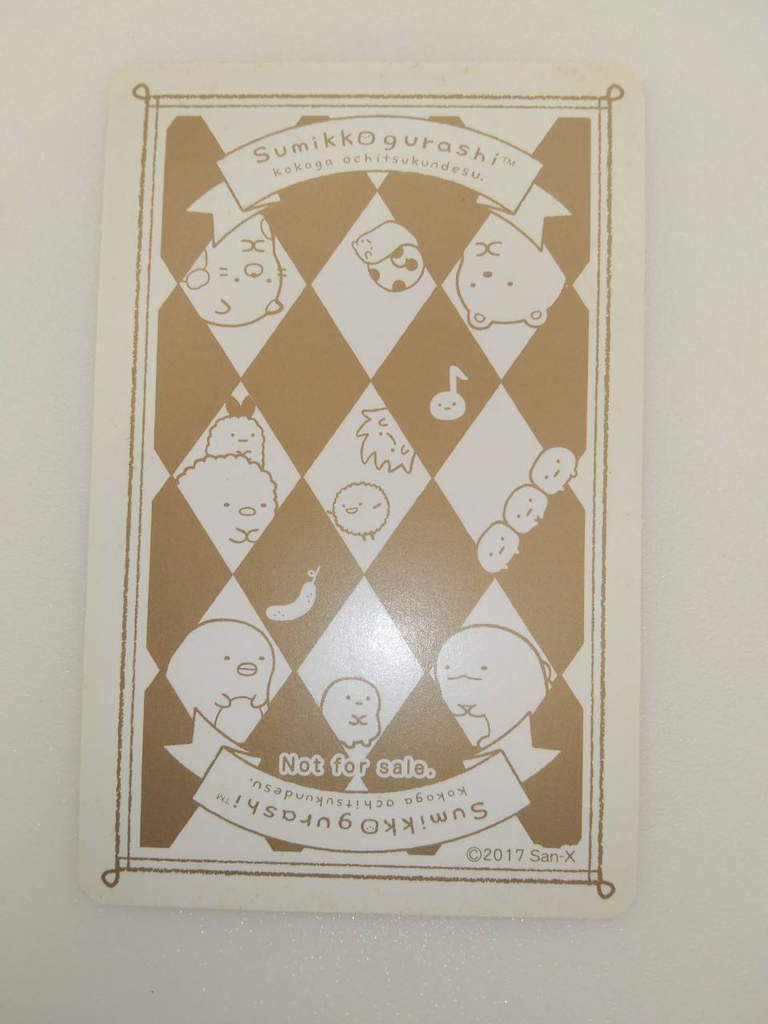 Sumikkogurashi™
kokoga ochitsukundesu.
Not for sale.
kokoga ochitsukundesu.
Sumikkogurashi™
©2017 San-X